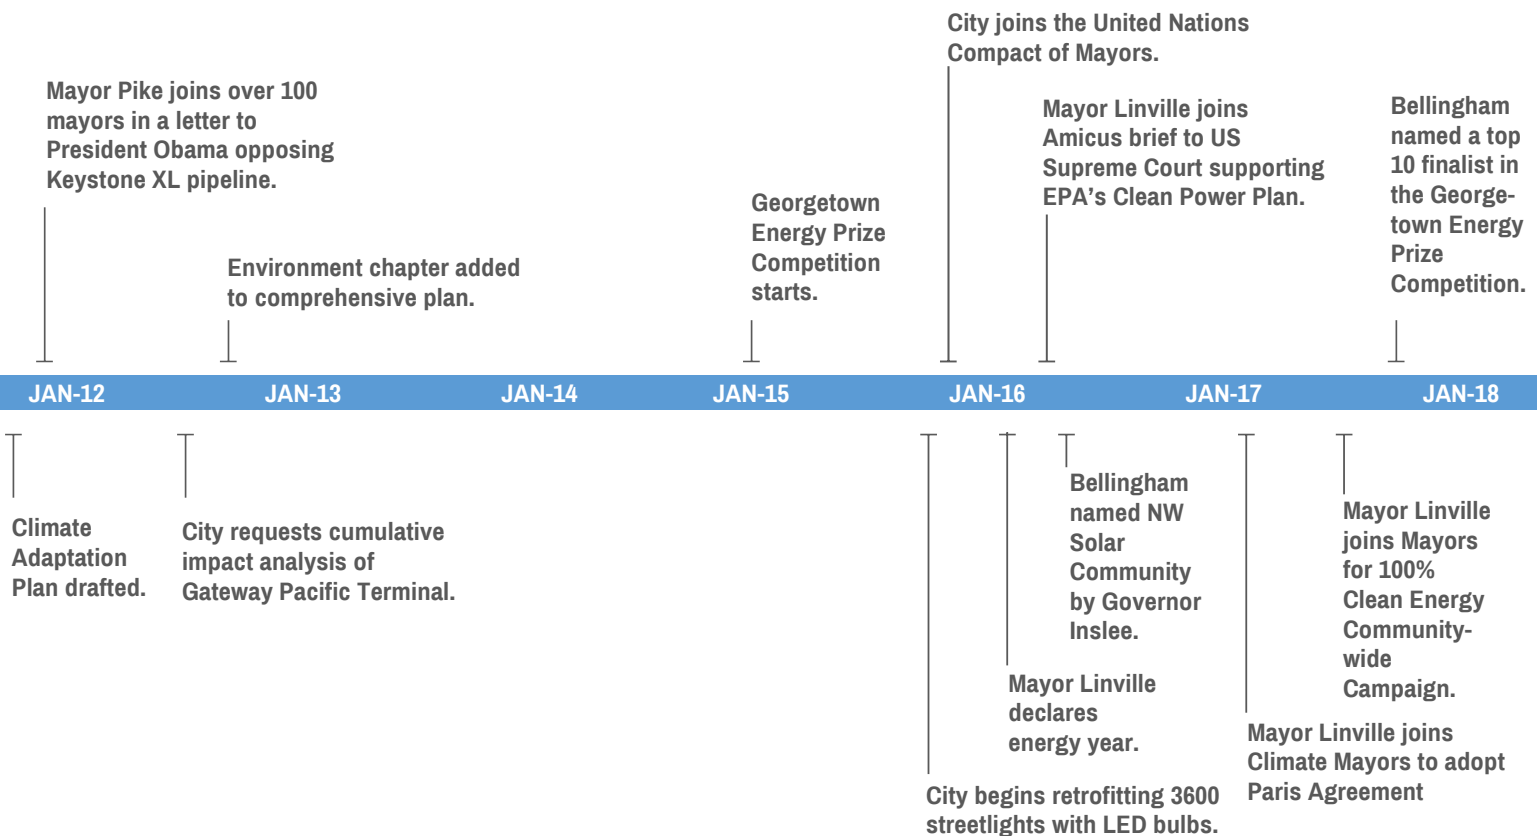 City joins the United Nations
Compact of Mayors.
Mayor Pike joins over 100
mayors in a letter to
President Obama opposing
Keystone XL pipeline.
Mayor Linville joins
Amicus brief to US
Supreme Court supporting
EPA's Clean Power Plan.
Bellingham
named a top
10 finalist in
the George-
town Energy
Prize
Competition.
Georgetown
Energy Prize
Competition
starts.
Environment chapter added
to comprehensive plan.
JAN-12 JAN-13 JAN-14 JAN-15 JAN-16 JAN-17 JAN-18
Climate
Adaptation
Plan drafted.
City requests cumulative
impact analysis of
Gateway Pacific Terminal.
Bellingham
named NW
Solar
Community
by Governor
Inslee.
Mayor Linville
joins Mayors
for 100%
Clean Energy
Community-
wide
Campaign.
Mayor Linville
declares
energy year.
Mayor Linville joins
Climate Mayors to adopt
Paris Agreement
City begins retrofitting 3600
streetlights with LED bulbs.